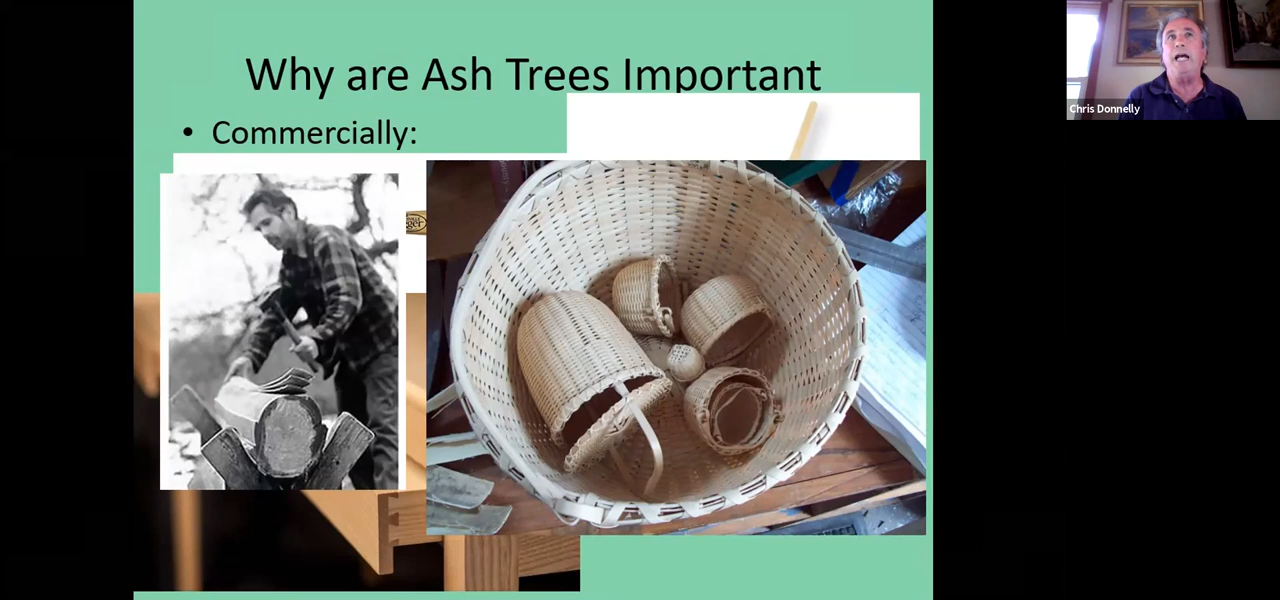 Why are Ash Trees Important
• Commercially:
Chris Donnelly